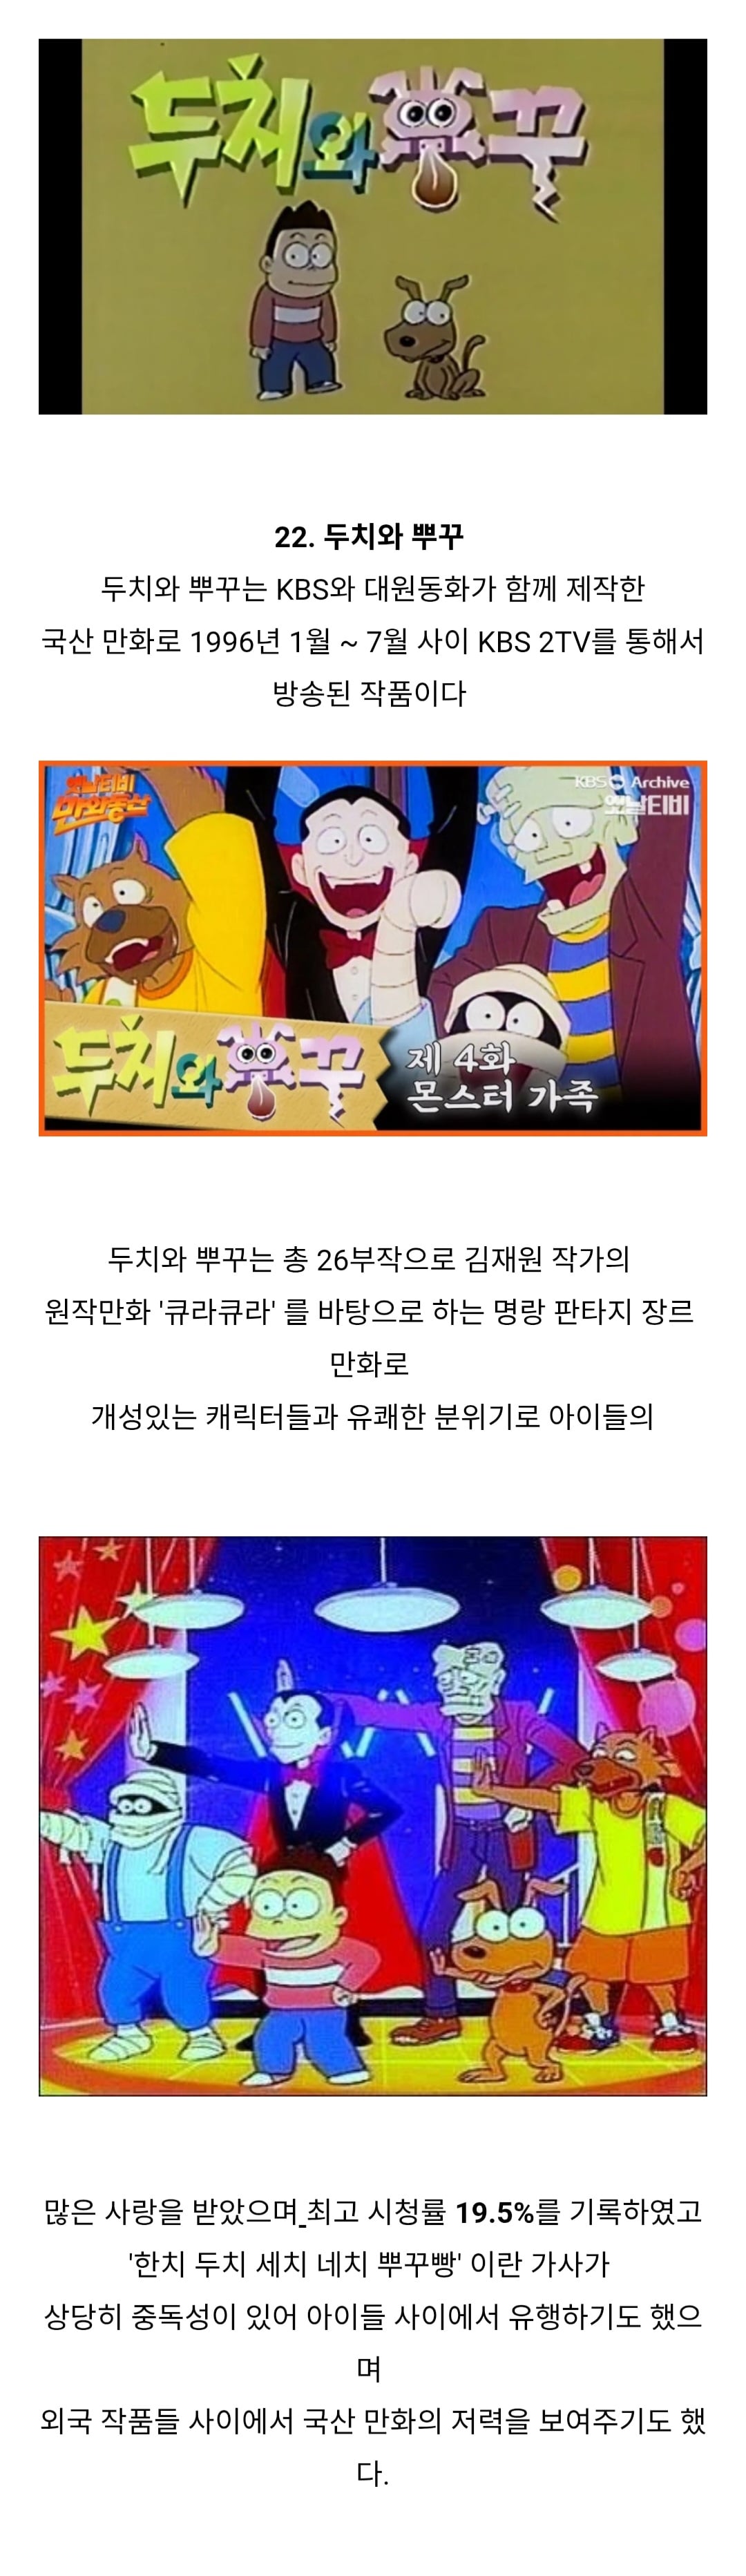 두치와뿌꾸
22. 두치와 뿌꾸
두치와 뿌꾸는 KBS와 대원동화가 함께 제작한
국산 만화로 1996년 1월 ~ 7월 사이 KBS 2TV를 통해서
방송된 작품이다
옛날티비
만화동산
KBS Archive
옛날티비
두치와뿌꾸
제 4화
몬스터 가족
두치와 뿌꾸는 총 26부작으로 김재원 작가의
원작만화 '큐라큐라' 를 바탕으로 하는 명랑 판타지 장르
만화로
개성있는 캐릭터들과 유쾌한 분위기로 아이들의
많은 사랑을 받았으며 최고 시청률 19.5%를 기록하였고
'한치 두치 세치 네치 뿌꾸빵' 이란 가사가
상당히 중독성이 있어 아이들 사이에서 유행하기도 했으
며
외국 작품들 사이에서 국산 만화의 저력을 보여주기도 했
다.